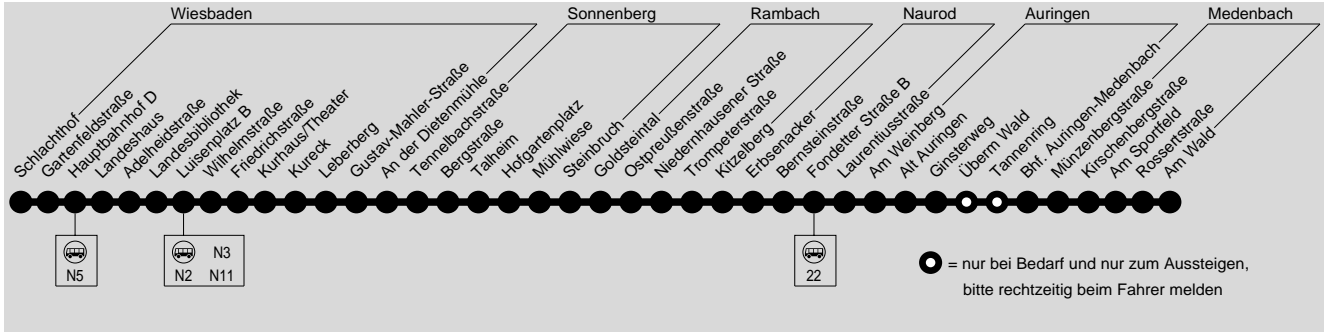 Wiesbaden
Sonnenberg
Rambach
Naurod
Auringen
Medenbach
Schlachthof
Gartenfeldstraße
Hauptbahnhof D
Landeshaus
Adelheidstraße
Landesbibliothek
Luisenplatz B
Wilhelmstraße
Friedrichstraße
Kurhaus/Theater
Kureck
Leberberg
Gustav-Mahler-Straße
An der Dietenmühle
Tennelbachstraße
Bergstraße
Talheim
Hofgartenplatz
Mühlwiese
Steinbruch
Goldsteintal
Ostpreußenstraße
Niedernhausener Straße
Trompeterstraße
Kitzelberg
Erbsenacker
Bernsteinstraße
Fondetter Straße B
Laurentiusstraße
Am Weinberg
Alt Auringen
Ginsterweg
Überm Wald
Tannenring
Bhf. Auringen-Medenbach
Münzenbergstraße
Kirschenbergstraße
Am Sportfeld
Rossertstraße
Am Wald
N5
N3
N2 N11
22
= nur bei Bedarf und nur zum Aussteigen,
bitte rechtzeitig beim Fahrer melden